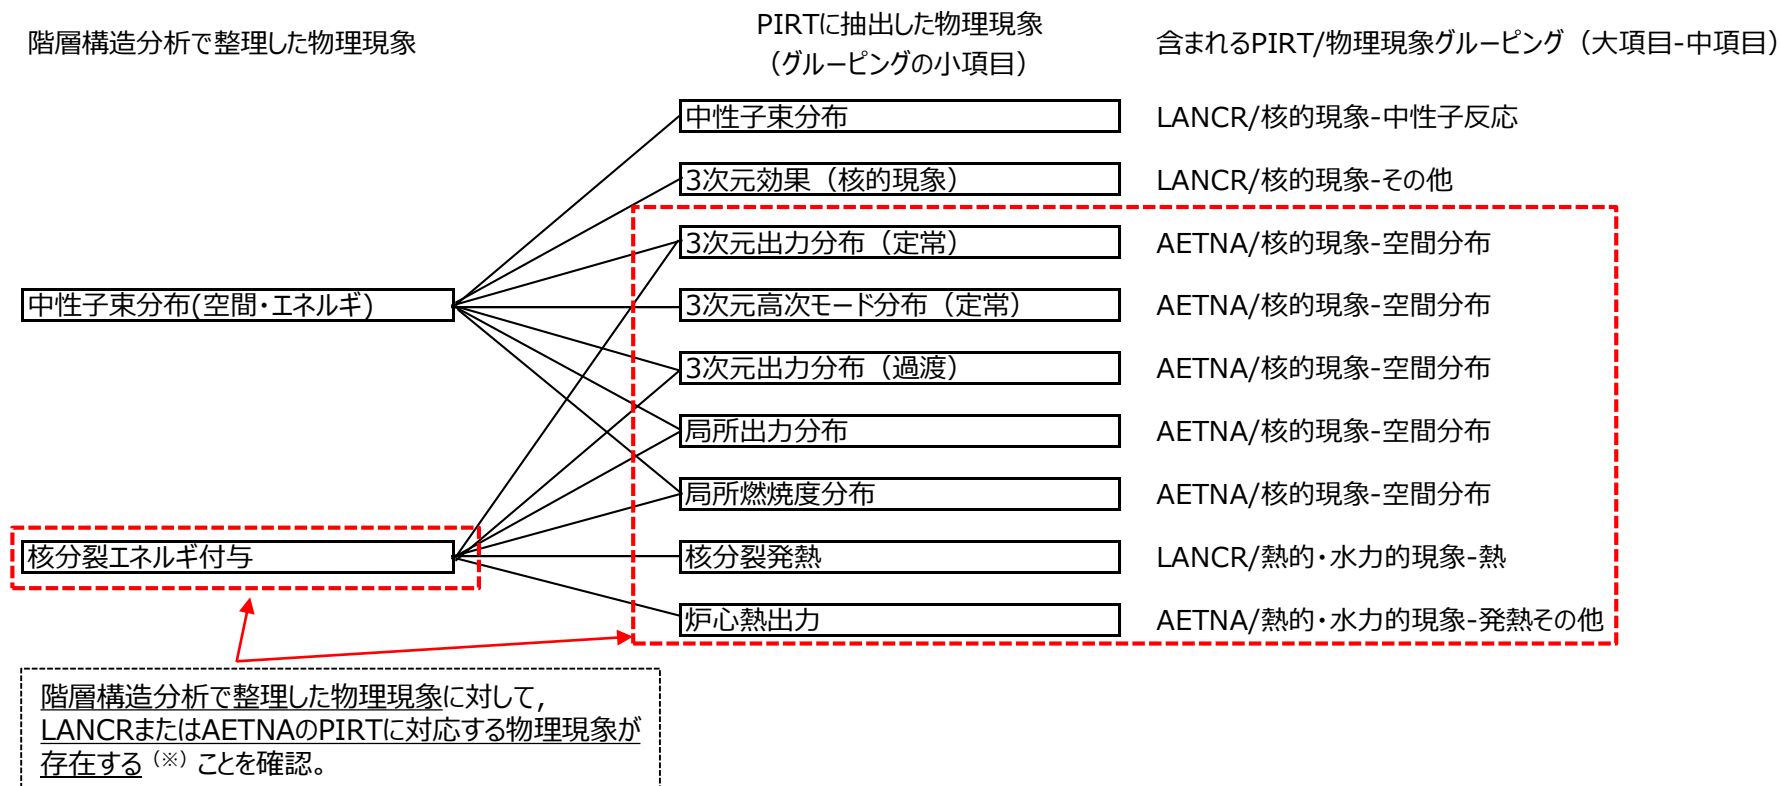 階層構造分析で整理した物理現象
PIRTに抽出した物理現象
（グルーピングの小項目）
含まれるPIRT/物理現象グルーピング（大項目-中項目）
中性子束分布
LANCR/核的現象-中性子反応
3次元効果（核的現象）
LANCR/核的現象-その他
3次元出力分布（定常）
AETNA/核的現象-空間分布
中性子束分布(空間・エネルギ)
3次元高次モード分布（定常）
AETNA/核的現象-空間分布
3次元出力分布（過渡）
AETNA/核的現象-空間分布
局所出力分布
AETNA/核的現象-空間分布
局所燃焼度分布
AETNA/核的現象-空間分布
核分裂エネルギ付与
核分裂発熱
LANCR/熱的・水力的現象-熱
炉心熱出力
AETNA/熱的・水力的現象-発熱その他
階層構造分析で整理した物理現象に対して,
LANCRまたはAETNAのPIRTに対応する物理現象が
存在する（※）ことを確認。